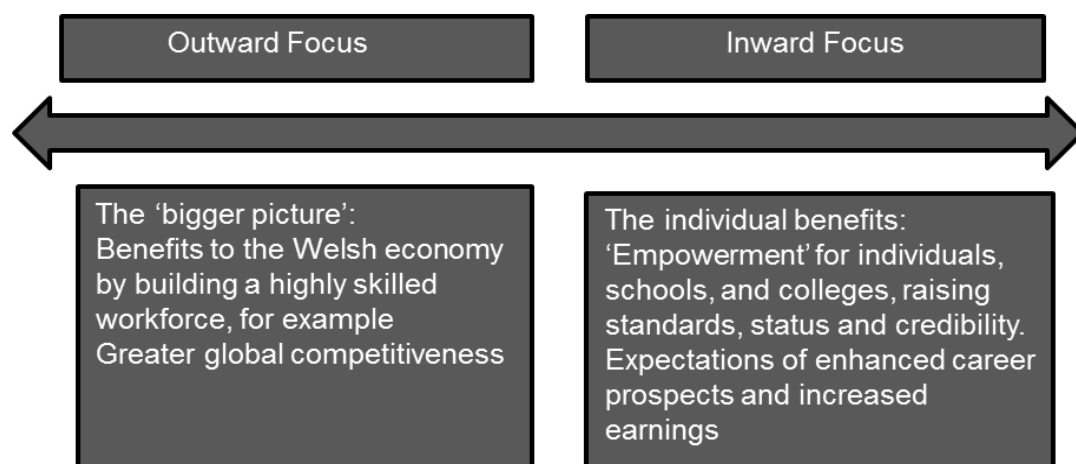 Outward Focus
Inward Focus
The ‘bigger picture’:
Benefits to the Welsh economy
by building a highly skilled
workforce, for example
Greater global competitiveness
The individual benefits:
‘Empowerment’ for individuals,
schools, and colleges, raising
standards, status and credibility.
Expectations of enhanced career
prospects and increased
earnings